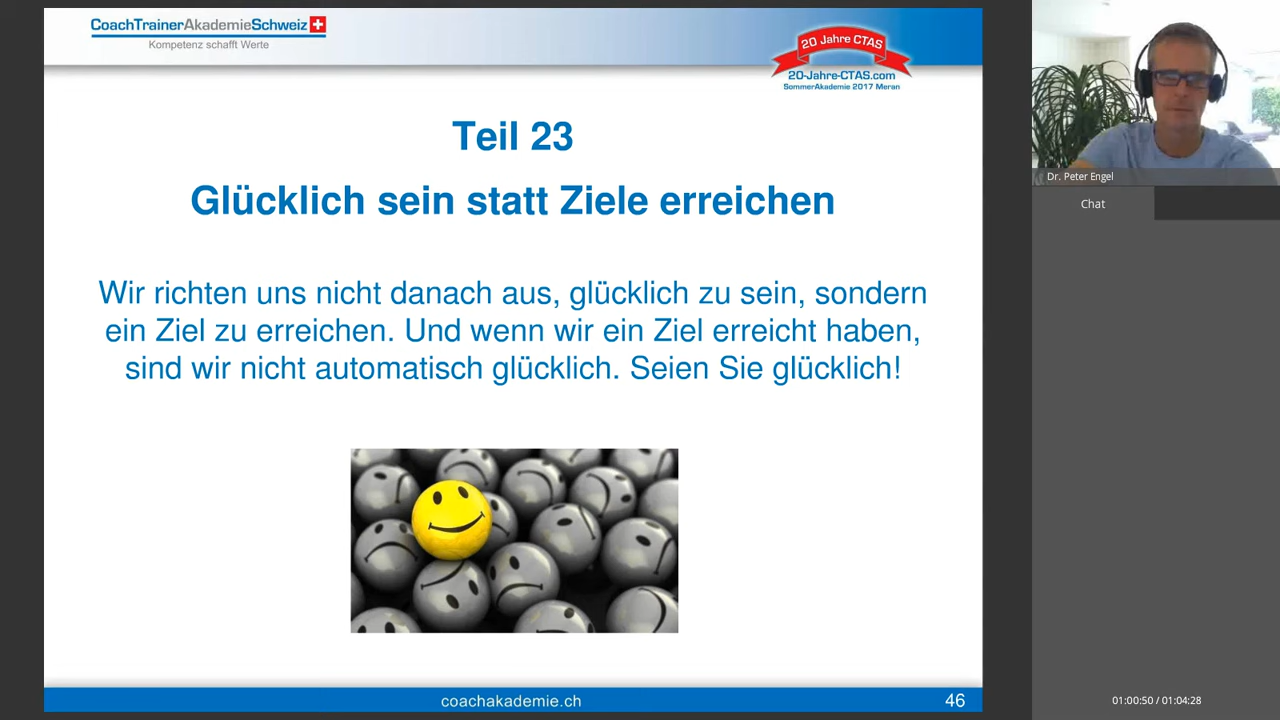 CoachTrainerAkademieSchweiz
Kompetenz schafft Werte
20 Jahre CTAS
20-Jahre-CTAS.com
SommerAkademie 2017 Meran
Teil 23
Glücklich sein statt Ziele erreichen
Wir richten uns nicht danach aus, glücklich zu sein, sondern
ein Ziel zu erreichen. Und wenn wir ein Ziel erreicht haben,
sind wir nicht automatisch glücklich. Seien Sie glücklich!
coachakademie.ch
46
Dr. Peter Engel
Chat
01:00:50 / 01:04:28